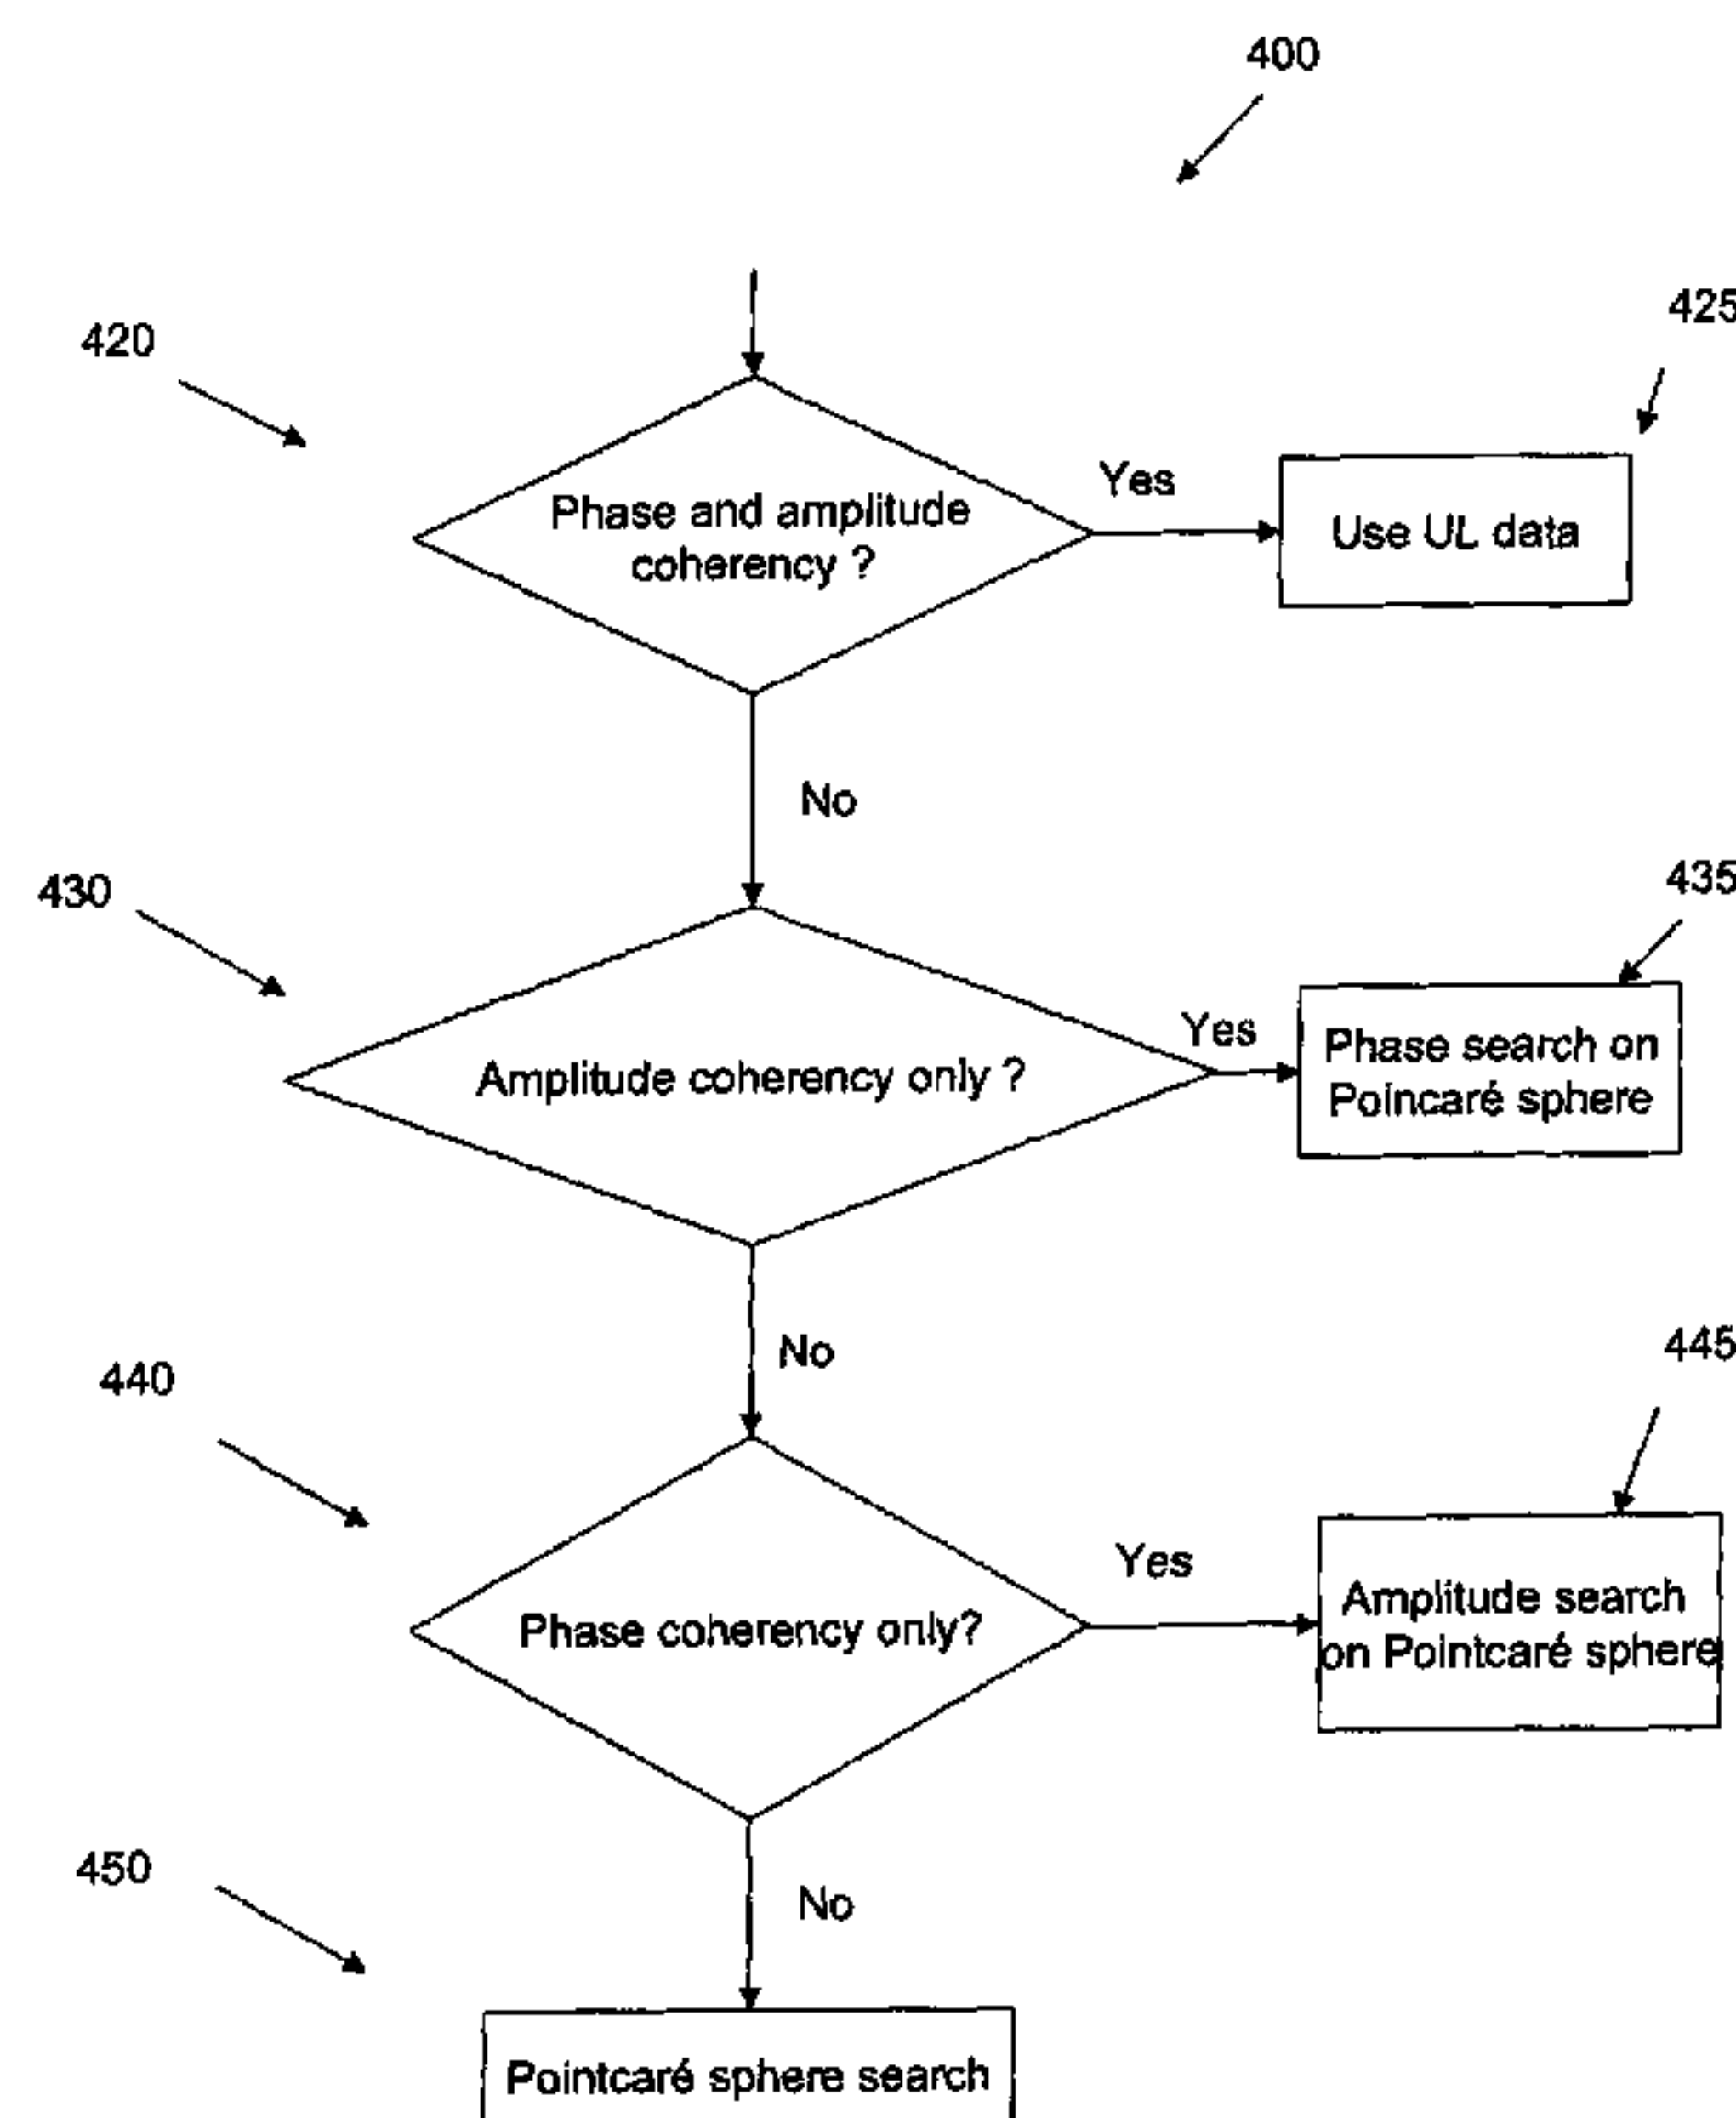 400
420
425
Phase and amplitude
coherency ?
Yes
Use UL data
No
430
435
Amplitude coherency only ?
Yes
Phase search on
Poincaré sphere
No
440
445
Phase coherency only?
Yes
Amplitude search
on Pointcaré sphere
450
No
Pointcaré sphere search